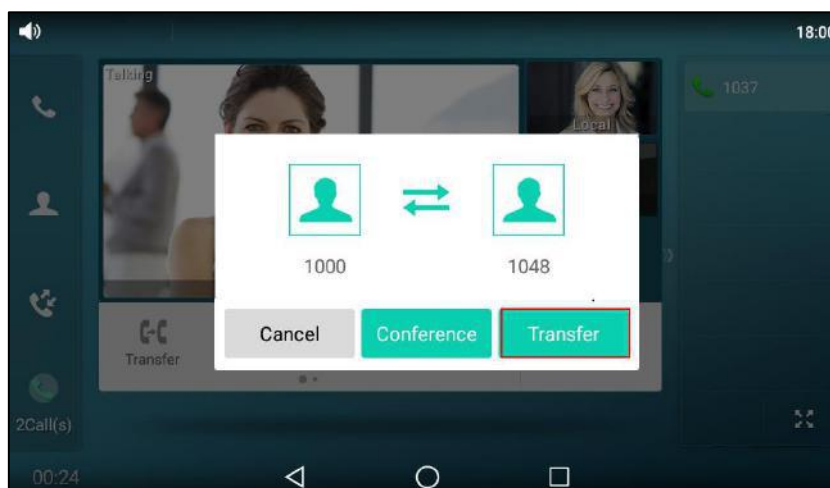 18:00
Talking
Local
1037
1000
1048
Cancel
Conference
Transfer
Transfer
2Call(s)
00:24